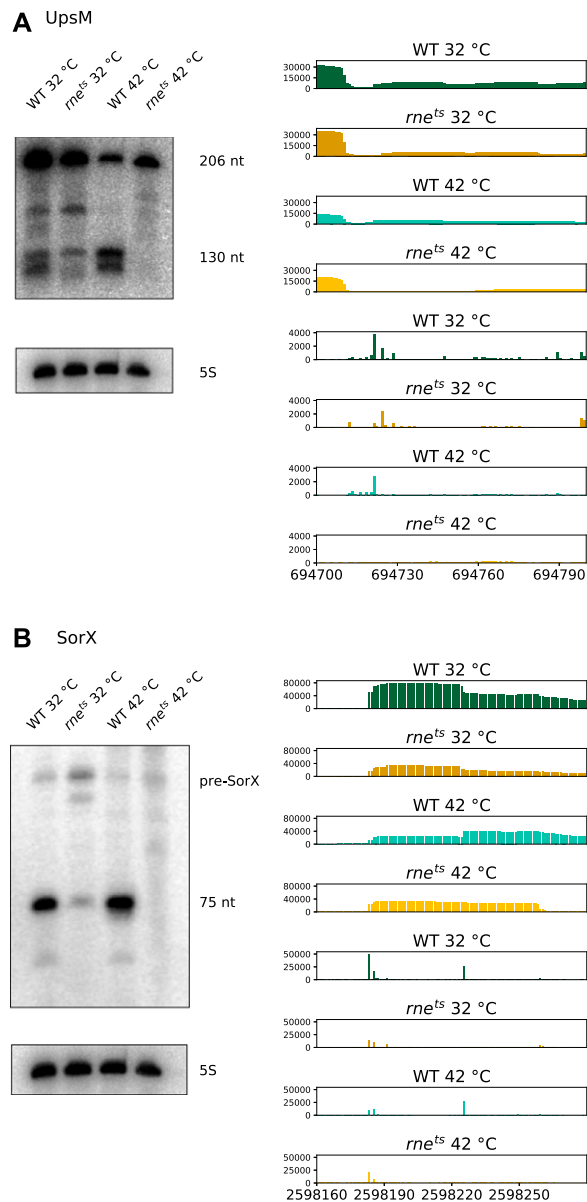 A UpsM
WT 32 °C
rne^ts 32 °C
WT 42 °C
rne^ts 42 °C
206 nt
130 nt
5S
WT 32 °C
30000
15000
0
rne^ts 32 °C
30000
15000
0
WT 42 °C
30000
15000
0
rne^ts 42 °C
30000
15000
0
WT 32 °C
4000
2000
0
rne^ts 32 °C
4000
2000
0
WT 42 °C
4000
2000
0
rne^ts 42 °C
4000
2000
0
694700 694730 694760 694790
B SorX
WT 32 °C
rne^ts 32 °C
WT 42 °C
rne^ts 42 °C
pre-SorX
75 nt
5S
WT 32 °C
80000
40000
0
rne^ts 32 °C
80000
40000
0
WT 42 °C
80000
40000
0
rne^ts 42 °C
80000
40000
0
WT 32 °C
50000
25000
0
rne^ts 32 °C
50000
25000
0
WT 42 °C
50000
25000
0
rne^ts 42 °C
50000
25000
0
2598160 2598190 2598220 2598250